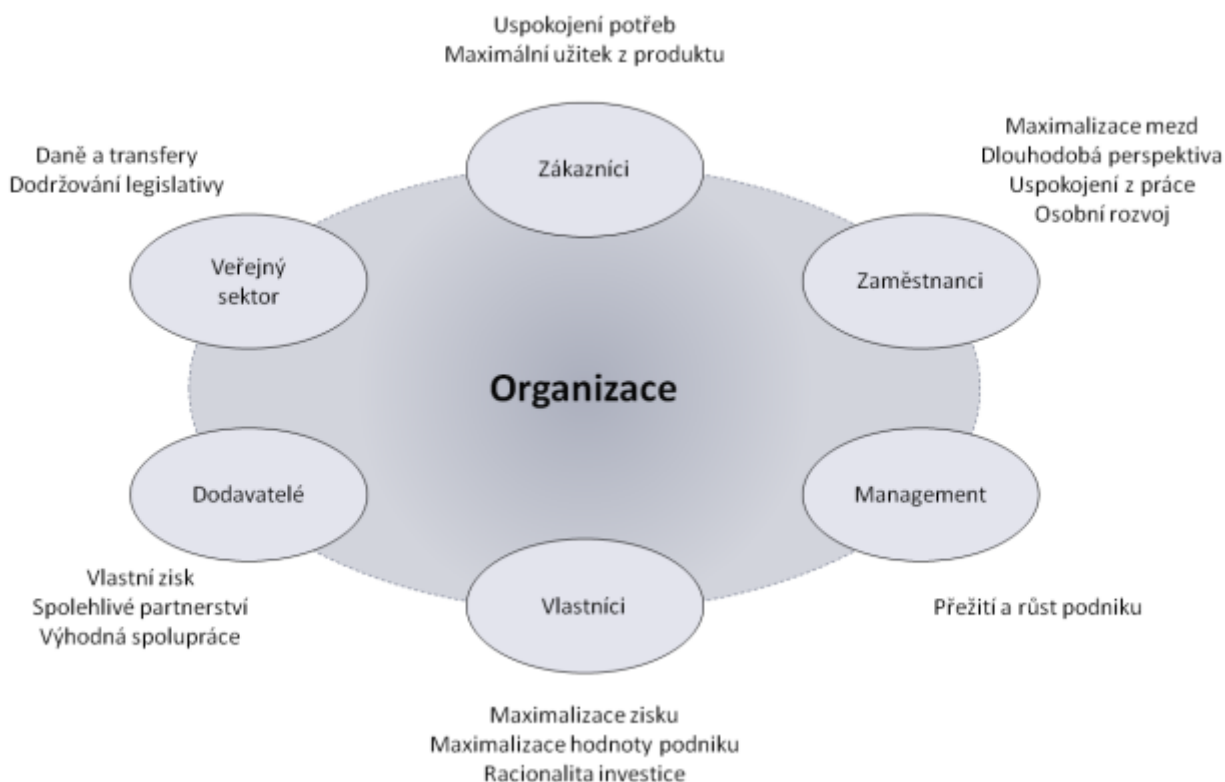 Uspokojení potřeb
Maximální užitek z produktu
Zákazníci
Maximalizace mezd
Dlouhodobá perspektiva
Uspokojení z práce
Osobní rozvoj
Zaměstnanci
Daně a transfery
Dodržování legislativy
Veřejný
sektor
Organizace
Dodavatelé
Vlastní zisk
Spolehlivé partnerství
Výhodná spolupráce
Management
Přežití a růst podniku
Vlastníci
Maximalizace zisku
Maximalizace hodnoty podniku
Racionalita investice